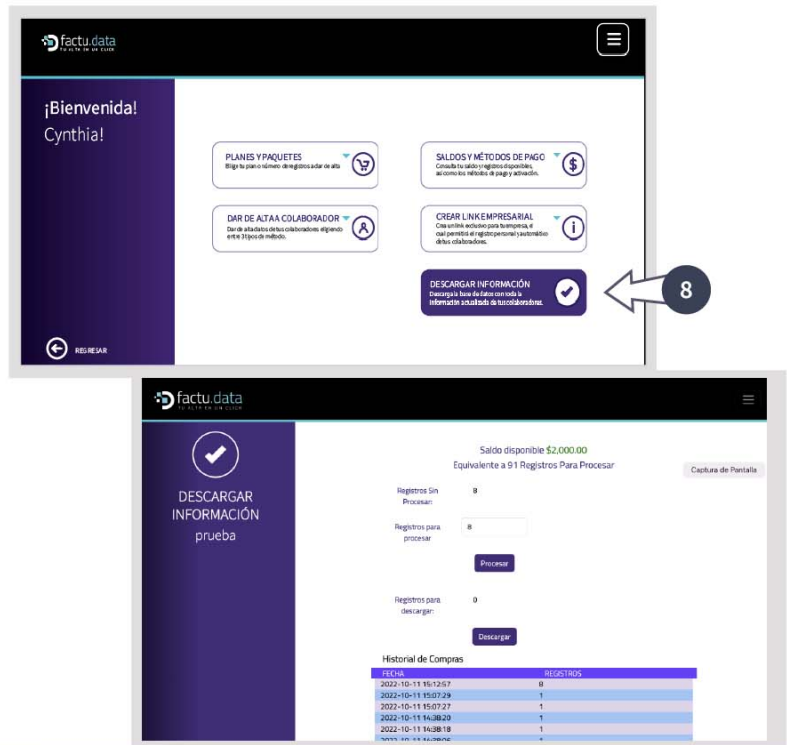 factu.data
TU ALTA EN UN CLICK
¡Bienvenida!
Cynthia!
PLANES Y PAQUETES
Elige tu plan o número de registros a dar de alta
SALDOS Y MÉTODOS DE PAGO
Consulta tu saldo y registros disponibles,
así como los métodos de pago y activación.
DAR DE ALTA A COLABORADOR
Dar de alta datos de tus colaboradores eligiendo
entre 3 tipos de método.
CREAR LINK EMPRESARIAL
Crea un link exclusivo para tu empresa, el
cual permitirá el registro personal y automático
de tus colaboradores.
DESCARGAR INFORMACIÓN
Descarga la base de datos con toda la
información actualizada de tus colaboradores.
8
REGRESAR
factu.data
TU ALTA EN UN CLICK
DESCARGAR
INFORMACIÓN
prueba
Saldo disponible $2,000.00
Equivalente a 91 Registros Para Procesar
Captura de Pantalla
Registros Sin
Procesar:
8
Registros para
procesar
8
Procesar
Registros para
descargar:
0
Descargar
Historial de Compras
FECHA REGISTROS
2022-10-11 15:12:57 8
2022-10-11 15:07:29 1
2022-10-11 15:07:27 1
2022-10-11 14:38:20 1
2022-10-11 14:38:18 1
2022-10-11 14:38:06 1